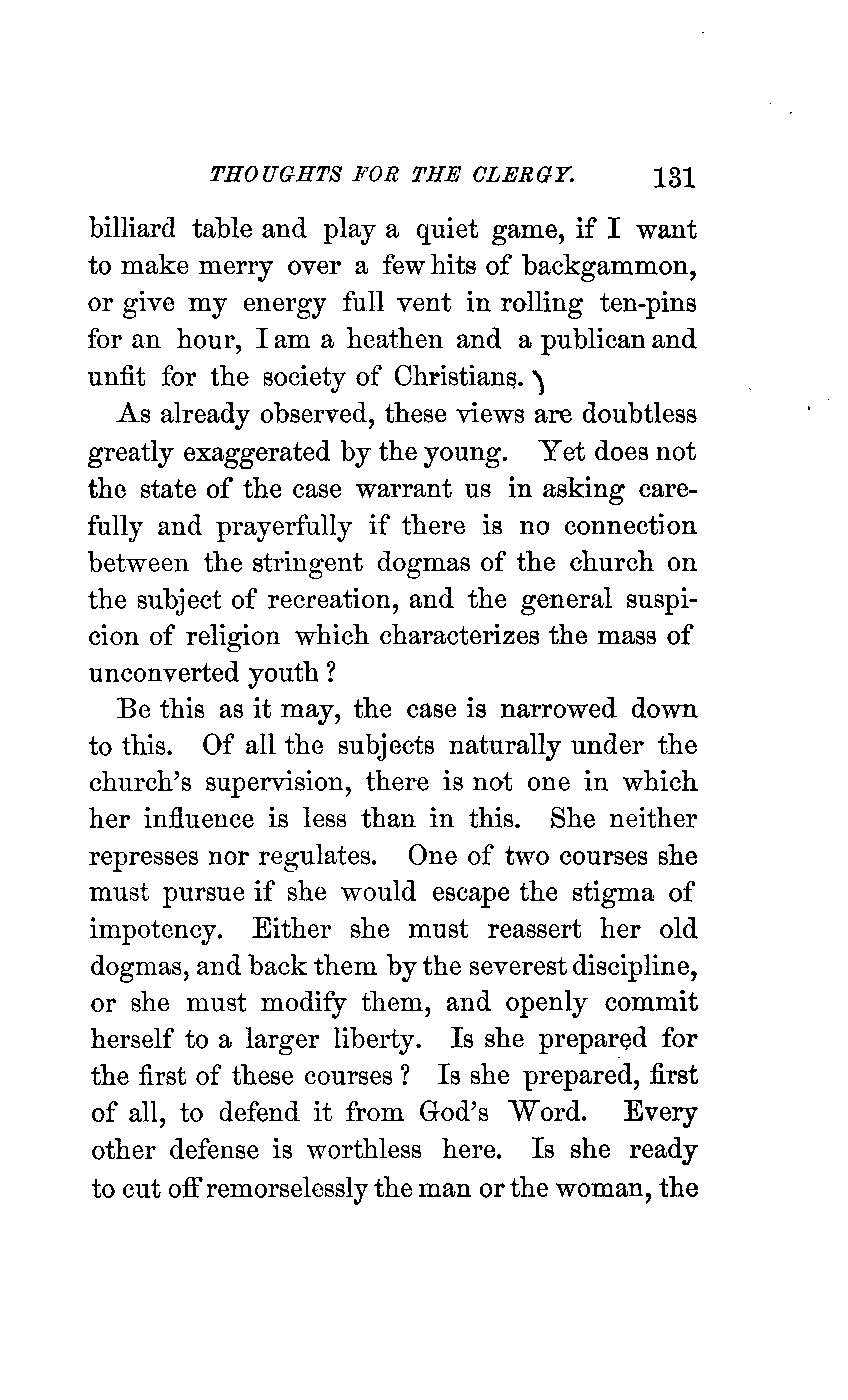 THOUGHTS FOR THE CLERGY. 131
billiard table and play a quiet game, if I want
to make merry over a few hits of backgammon,
or give my energy full vent in rolling ten-pins
for an hour, I am a heathen and a publican and
unfit for the society of Christians.
As already observed, these views are doubtless
greatly exaggerated by the young. Yet does not
the state of the case warrant us in asking care-
fully and prayerfully if there is no connection
between the stringent dogmas of the church on
the subject of recreation, and the general suspi-
cion of religion which characterizes the mass of
unconverted youth ?
Be this as it may, the case is narrowed down
to this. Of all the subjects naturally under the
church's supervision, there is not one in which
her influence is less than in this. She neither
represses nor regulates. One of two courses she
must pursue if she would escape the stigma of
impotency. Either she must reassert her old
dogmas, and back them by the severest discipline,
or she must modify them, and openly commit
herself to a larger liberty. Is she prepared for
the first of these courses ? Is she prepared, first
of all, to defend it from God's Word. Every
other defense is worthless here. Is she ready
to cut off remorselessly the man or the woman, the